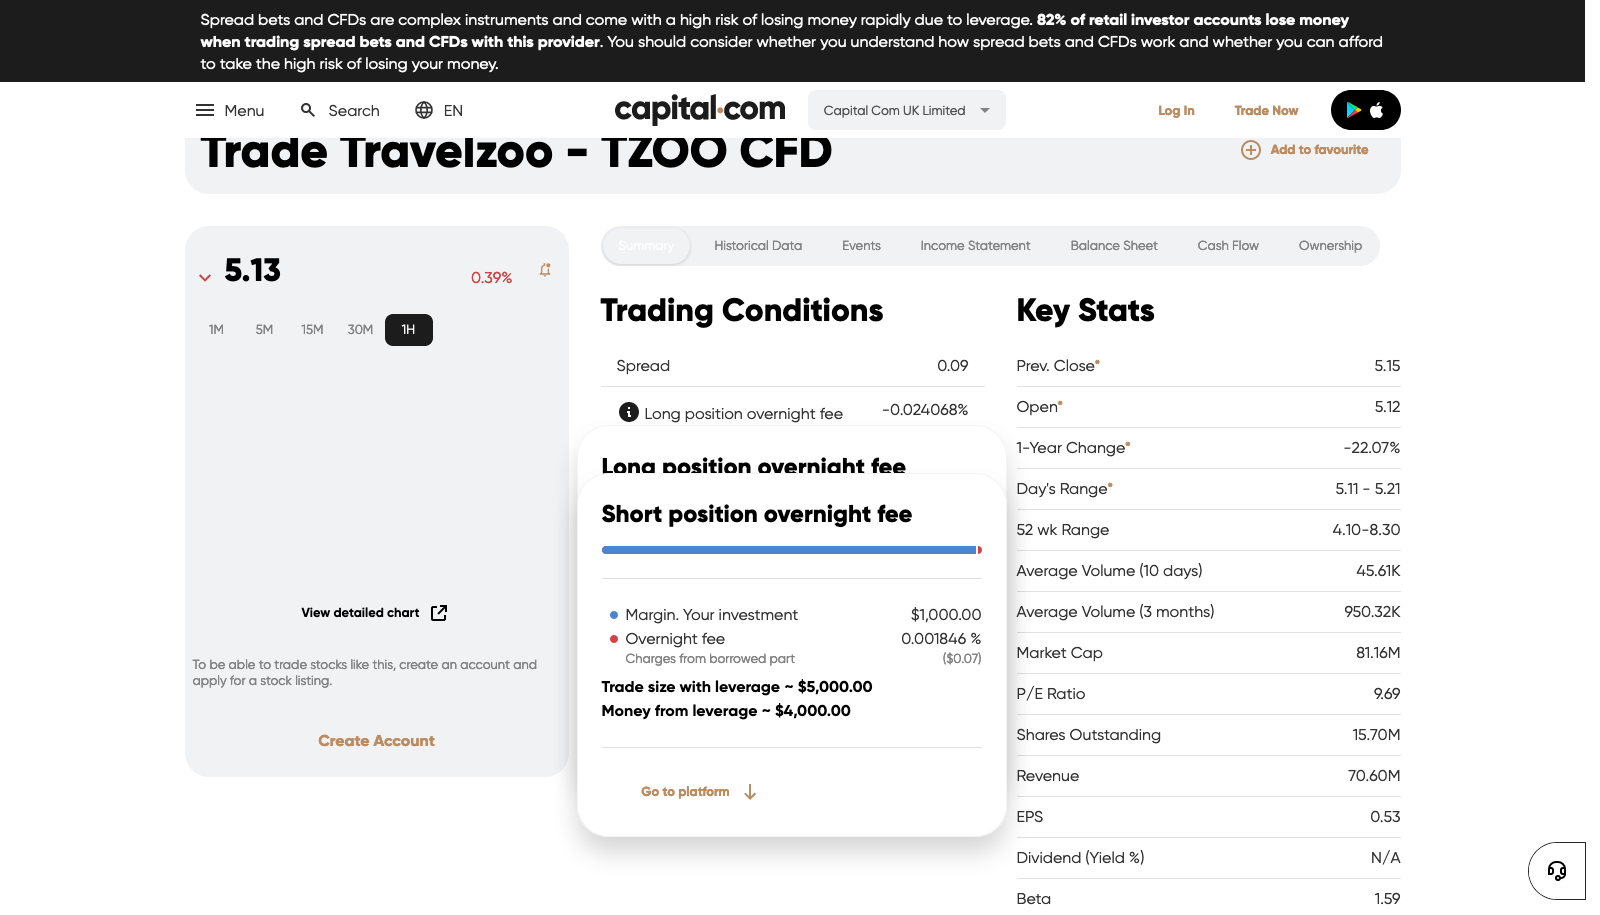 Spread bets and CFDs are complex instruments and come with a high risk of losing money rapidly due to leverage. 82% of retail investor accounts lose money
when trading spread bets and CFDs with this provider. You should consider whether you understand how spread bets and CFDs work and whether you can afford
to take the high risk of losing your money.
Menu
Search
EN
capital.com
Capital Com UK Limited
Log In
Trade Now
Trade Travelzoo - TZOO CFD
Add to favourite
5.13
0.39%
1M 5M 15M 30M 1H
View detailed chart
To be able to trade stocks like this, create an account and
apply for a stock listing.
Create Account
Summary Historical Data Events Income Statement Balance Sheet Cash Flow Ownership
Trading Conditions
Spread 0.09
Long position overnight fee -0.024068%
Long position overnight fee
Short position overnight fee
Margin. Your investment $1,000.00
Overnight fee 0.001846 %
Charges from borrowed part ($0.07)
Trade size with leverage ~ $5,000.00
Money from leverage ~ $4,000.00
Go to platform
Key Stats
Prev. Close* 5.15
Open* 5.12
1-Year Change* -22.07%
Day's Range* 5.11 - 5.21
52 wk Range 4.10-8.30
Average Volume (10 days) 45.61K
Average Volume (3 months) 950.32K
Market Cap 81.16M
P/E Ratio 9.69
Shares Outstanding 15.70M
Revenue 70.60M
EPS 0.53
Dividend (Yield %) N/A
Beta 1.59